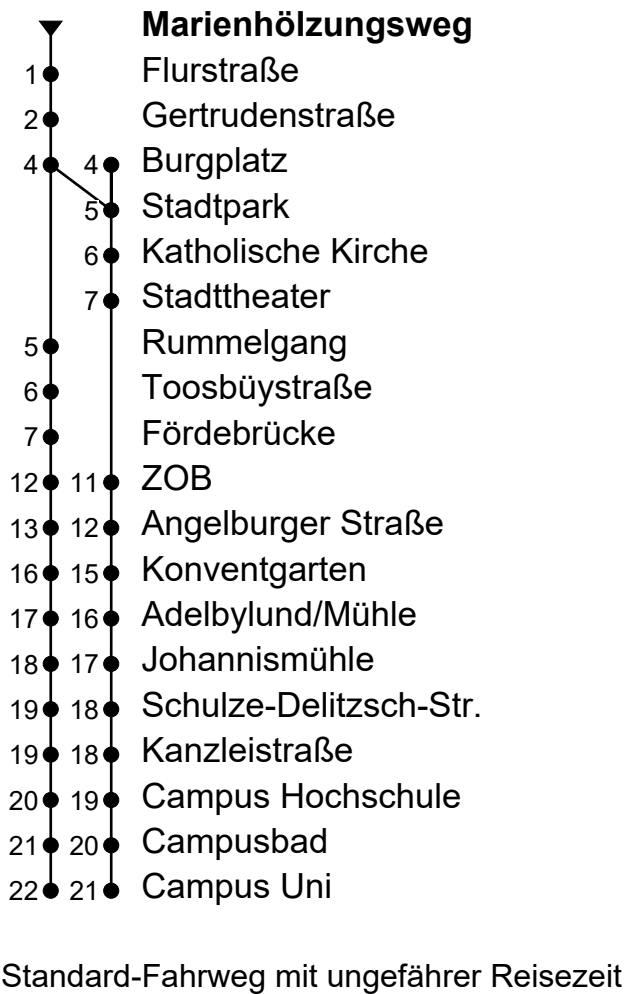 Marienhölzungsweg
1 Flurstraße
2 Gertrudenstraße
4 4 Burgplatz
5 Stadtpark
6 Katholische Kirche
7 Stadttheater
5 Rummelgang
6 Toosbüystraße
7 Fördebrücke
12 11 ZOB
13 12 Angelburger Straße
16 15 Konventgarten
17 16 Adelbylund/Mühle
18 17 Johannismühle
19 18 Schulze-Delitzsch-Str.
19 18 Kanzleistraße
20 19 Campus Hochschule
21 20 Campusbad
22 21 Campus Uni
Standard-Fahrweg mit ungefährer Reisezeit